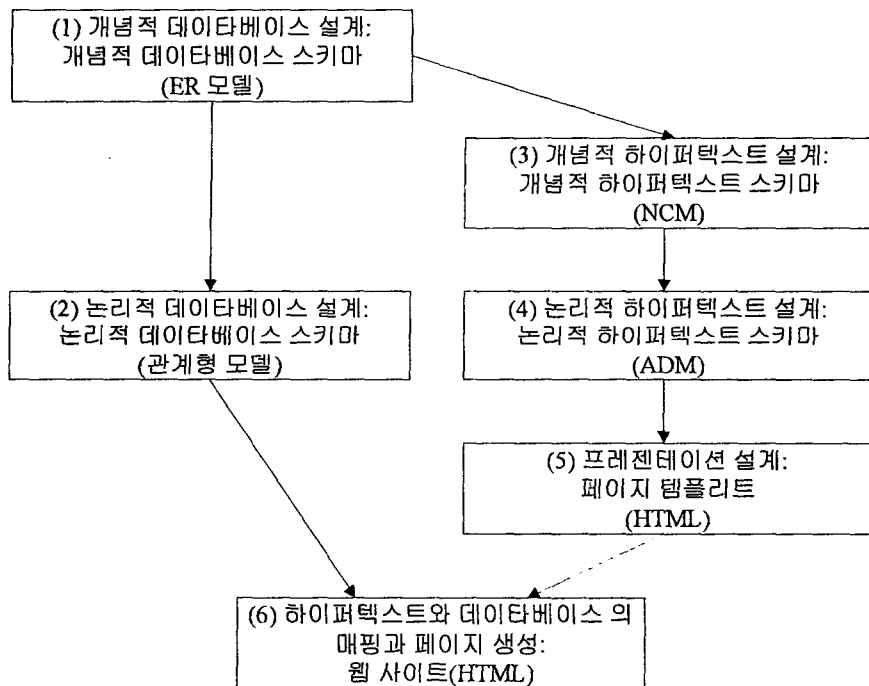 (1) 개념적 데이타베이스 설계:
개념적 데이타베이스 스키마
(ER 모델)
(3) 개념적 하이퍼텍스트 설계:
개념적 하이퍼텍스트 스키마
(NCM)
(2) 논리적 데이타베이스 설계:
논리적 데이타베이스 스키마
(관계형 모델)
(4) 논리적 하이퍼텍스트 설계:
논리적 하이퍼텍스트 스키마
(ADM)
(5) 프레젠테이션 설계:
페이지 템플리트
(HTML)
(6) 하이퍼텍스트와 데이타베이스 의
매핑과 페이지 생성:
웹 사이트(HTML)